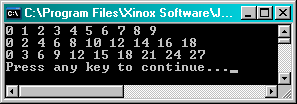 C:\Program Files\Xinox Software\J...
0 1 2 3 4 5 6 7 8 9
0 2 4 6 8 10 12 14 16 18
0 3 6 9 12 15 18 21 24 27
Press any key to continue..._